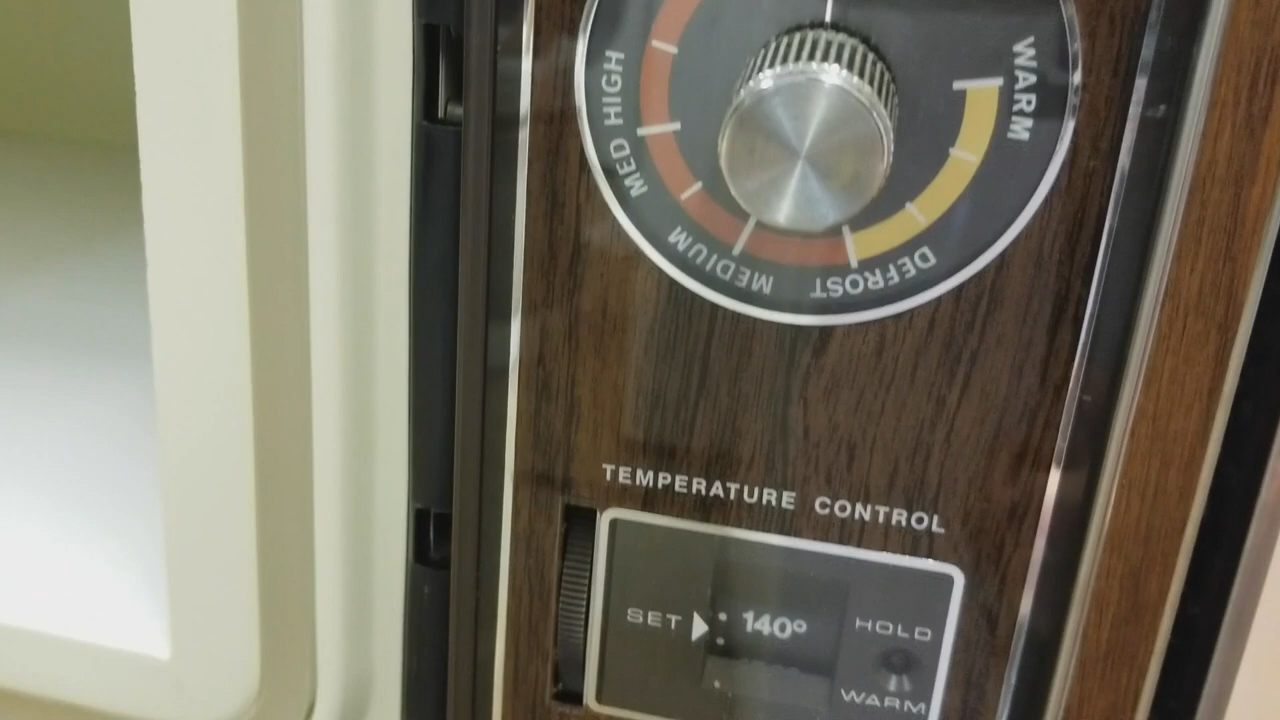 MED HIGH
WARM
MEDIUM
DEFROST
TEMPERATURE CONTROL
SET 140° HOLD
WARM